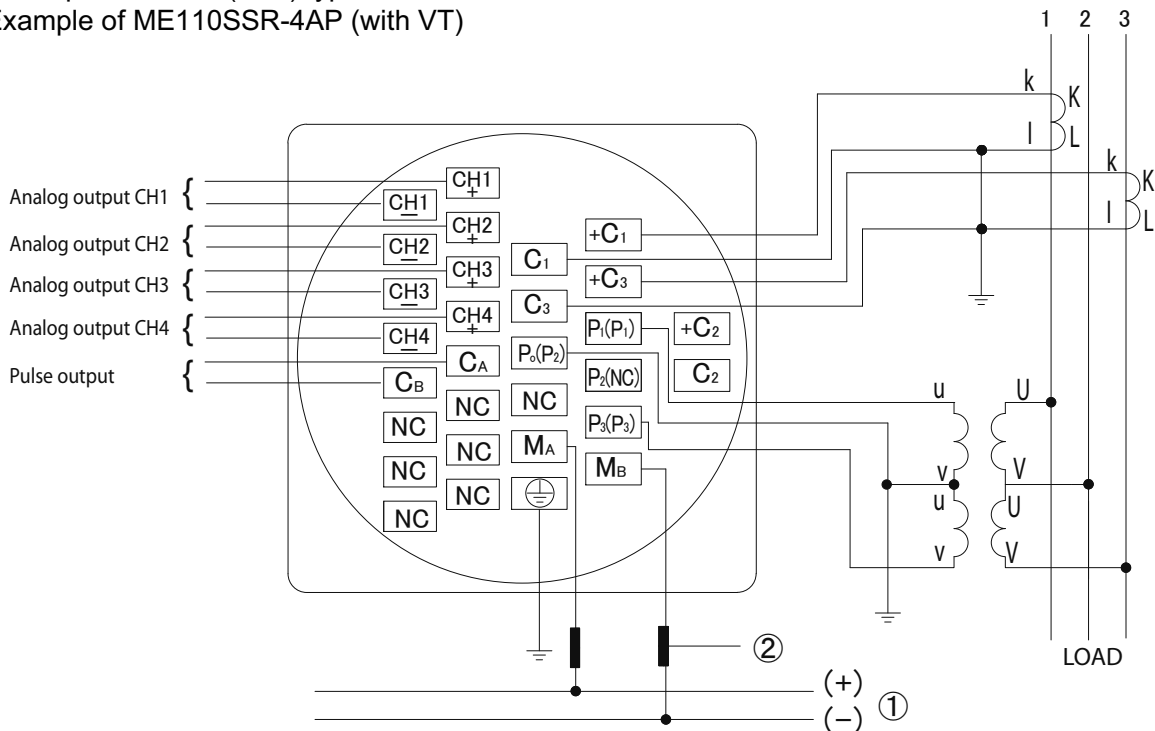 Example of ME110SSR-4AP (with VT)
1 2 3
k K
l L
k K
l L
Analog output CH1 {
Analog output CH2 {
Analog output CH3 {
Analog output CH4 {
Pulse output {
CH1 +
CH1 −
CH2 +
CH2 −
CH3 +
CH3 −
CH4 +
CH4 −
CA
CB
NC
NC
NC
NC
NC
NC
C1
C3
P0(P2)
NC
MA
+C1
+C3
P1(P1)
P2(NC)
P3(P3)
MB
+C2
C2
u U
v V
u U
v V
LOAD
②
(+)
(−)
①